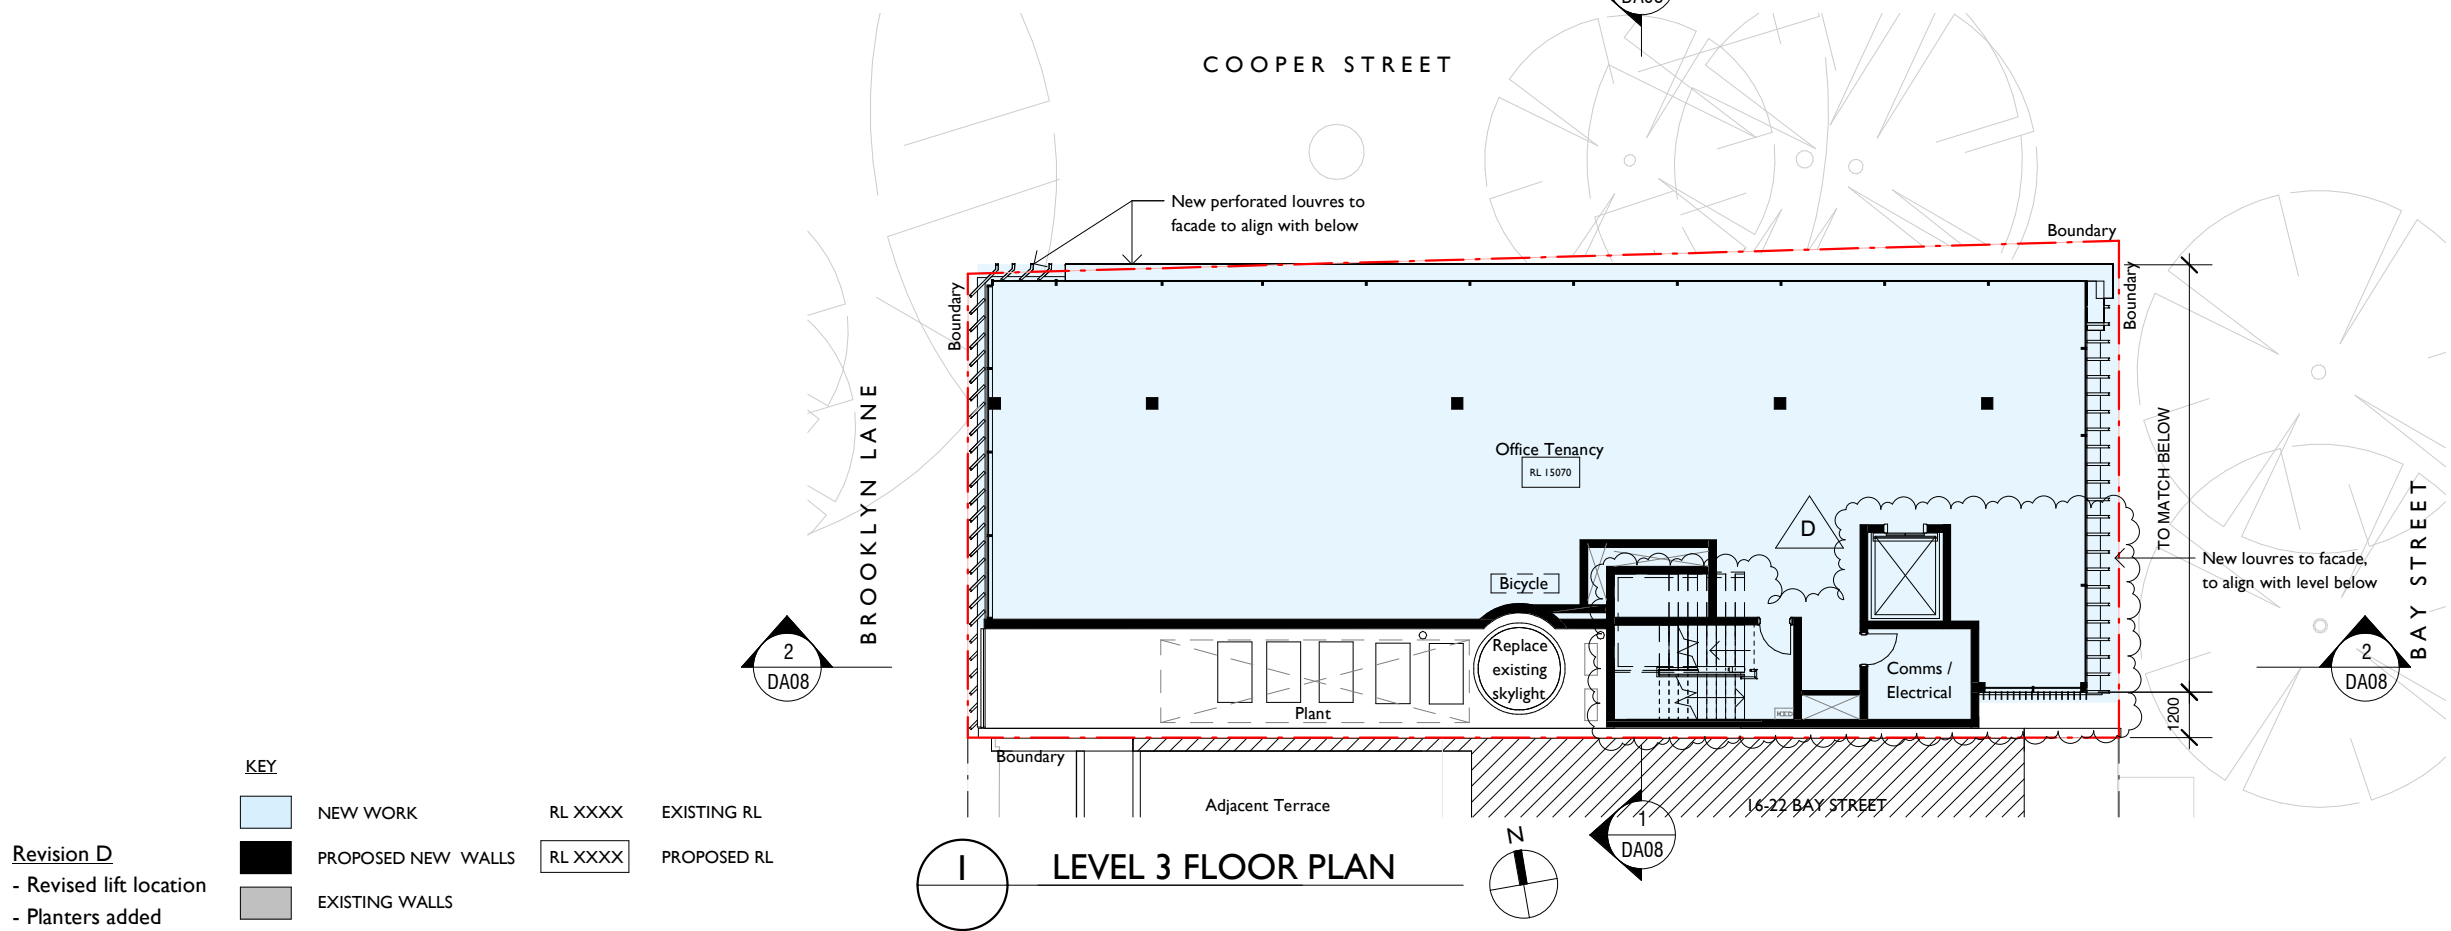 DA08
COOPER STREET
New perforated louvres to
facade to align with below
Boundary
Boundary
Boundary
BROOKLYN LANE
Office Tenancy
RL 15070
D
TO MATCH BELOW
BAY STREET
New louvres to facade,
to align with level below
Bicycle
Replace
existing
skylight
Comms /
Electrical
Plant
2
DA08
2
DA08
1200
Boundary
Adjacent Terrace
16-22 BAY STREET
1
DA08
N
1
LEVEL 3 FLOOR PLAN
KEY
NEW WORK
RL XXXX
EXISTING RL
PROPOSED NEW WALLS
RL XXXX
PROPOSED RL
EXISTING WALLS
Revision D
- Revised lift location
- Planters added